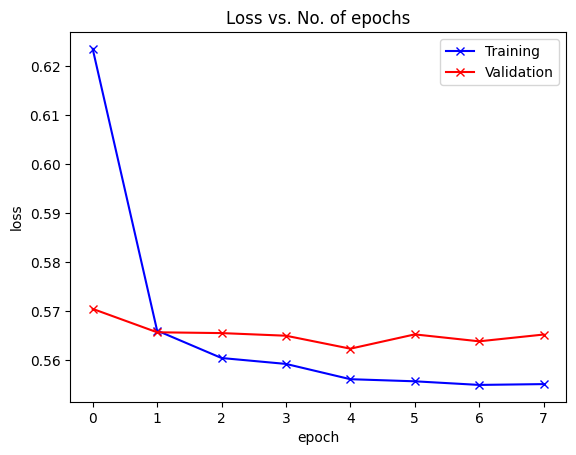 Loss vs. No. of epochs
Training
Validation
0.62
0.61
0.60
0.59
0.58
0.57
0.56
loss
0 1 2 3 4 5 6 7
epoch